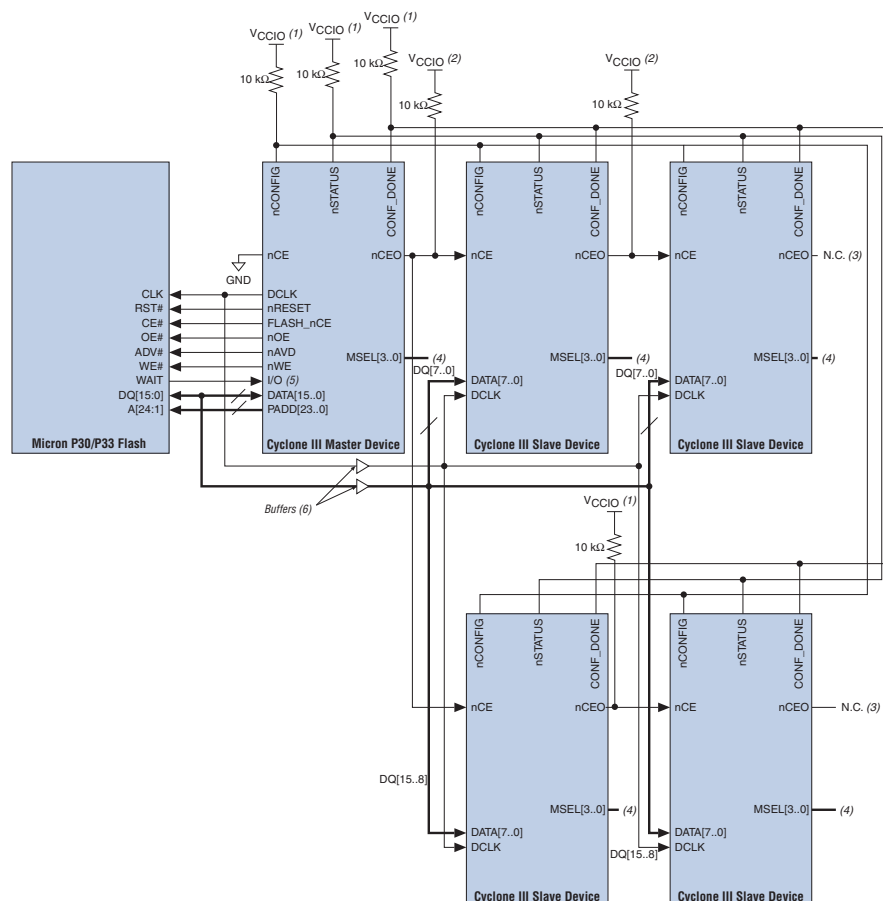 VCCIO (1)
VCCIO (1)
VCCIO (1)
VCCIO (2)
VCCIO (2)
10 kΩ
10 kΩ
10 kΩ
10 kΩ
10 kΩ
nCONFIG
nSTATUS
CONF_DONE
nCONFIG
nSTATUS
CONF_DONE
nCONFIG
nSTATUS
CONF_DONE
CLK
RST#
CE#
OE#
ADV#
WE#
WAIT
DQ[15:0]
A[24:1]
Micron P30/P33 Flash
GND
nCE
nCEO
DCLK
nRESET
FLASH_nCE
nOE
nAVD
nWE
I/O (5)
DATA[15..0]
PADD[23..0]
MSEL[3..0]
(4)
Cyclone III Master Device
nCE
nCEO
MSEL[3..0]
(4)
DQ[7..0]
DATA[7..0]
DCLK
Cyclone III Slave Device
nCE
nCEO
N.C. (3)
MSEL[3..0]
(4)
DQ[7..0]
DATA[7..0]
DCLK
Cyclone III Slave Device
Buffers (6)
VCCIO (1)
10 kΩ
nCONFIG
nSTATUS
CONF_DONE
nCONFIG
nSTATUS
CONF_DONE
nCE
nCEO
DQ[15..8]
MSEL[3..0]
(4)
DATA[7..0]
DCLK
Cyclone III Slave Device
nCE
nCEO
N.C. (3)
MSEL[3..0]
(4)
DATA[7..0]
DCLK
DQ[15..8]
Cyclone III Slave Device